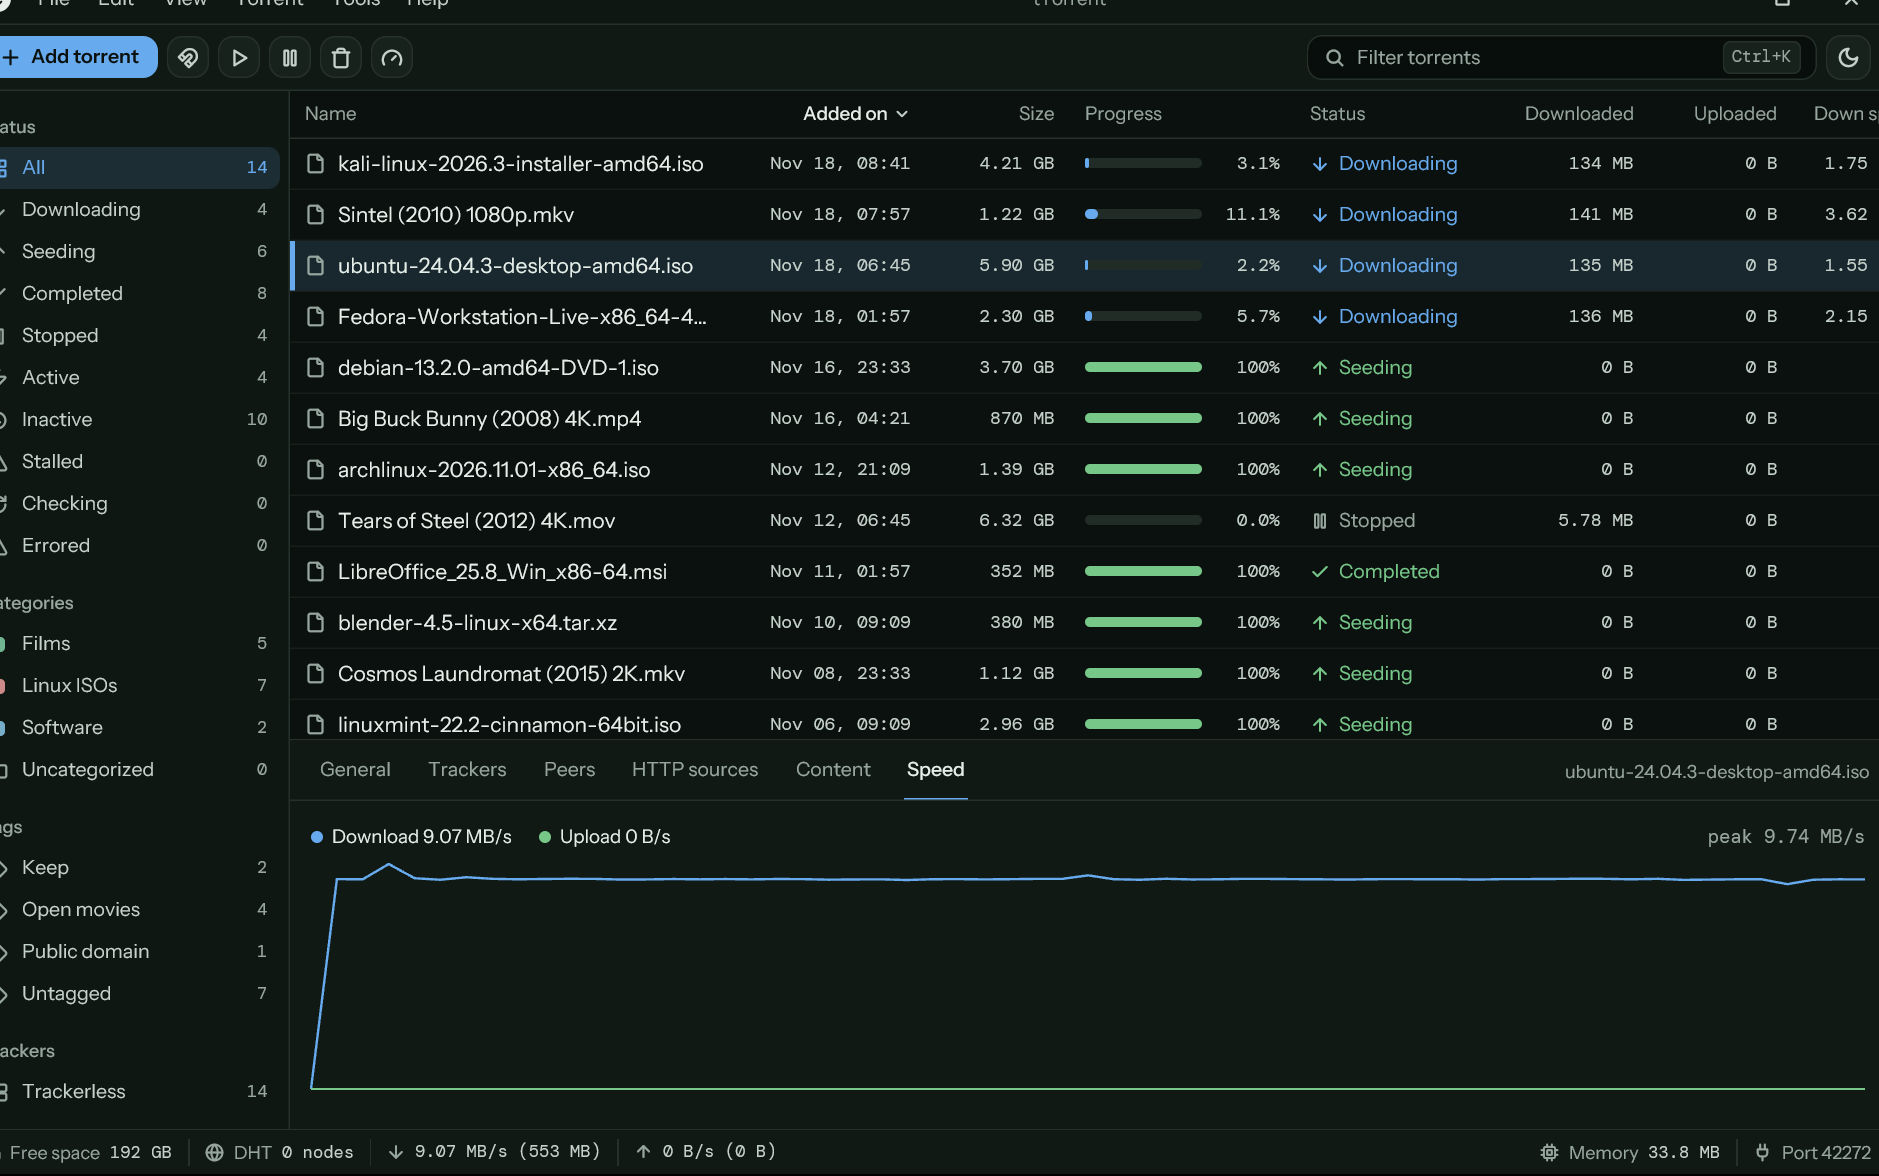 File Edit View Torrent Tools Help
Add torrent
Filter torrents Ctrl+K
atus
All 14
Downloading 4
Seeding 6
Completed 8
Stopped 4
Active 4
Inactive 10
Stalled 0
Checking 0
Errored 0
ategories
Films 5
Linux ISOs 7
Software 2
Uncategorized 0
gs
Keep 2
Open movies 4
Public domain 1
Untagged 7
ackers
Trackerless 14
Name Added on Size Progress Status Downloaded Uploaded Down s
kali-linux-2026.3-installer-amd64.iso Nov 18, 08:41 4.21 GB 3.1% Downloading 134 MB 0 B 1.75
Sintel (2010) 1080p.mkv Nov 18, 07:57 1.22 GB 11.1% Downloading 141 MB 0 B 3.62
ubuntu-24.04.3-desktop-amd64.iso Nov 18, 06:45 5.90 GB 2.2% Downloading 135 MB 0 B 1.55
Fedora-Workstation-Live-x86_64-4... Nov 18, 01:57 2.30 GB 5.7% Downloading 136 MB 0 B 2.15
debian-13.2.0-amd64-DVD-1.iso Nov 16, 23:33 3.70 GB 100% Seeding 0 B 0 B
Big Buck Bunny (2008) 4K.mp4 Nov 16, 04:21 870 MB 100% Seeding 0 B 0 B
archlinux-2026.11.01-x86_64.iso Nov 12, 21:09 1.39 GB 100% Seeding 0 B 0 B
Tears of Steel (2012) 4K.mov Nov 12, 06:45 6.32 GB 0.0% Stopped 5.78 MB 0 B
LibreOffice_25.8_Win_x86-64.msi Nov 11, 01:57 352 MB 100% Completed 0 B 0 B
blender-4.5-linux-x64.tar.xz Nov 10, 09:09 380 MB 100% Seeding 0 B 0 B
Cosmos Laundromat (2015) 2K.mkv Nov 08, 23:33 1.12 GB 100% Seeding 0 B 0 B
linuxmint-22.2-cinnamon-64bit.iso Nov 06, 09:09 2.96 GB 100% Seeding 0 B 0 B
General Trackers Peers HTTP sources Content Speed ubuntu-24.04.3-desktop-amd64.iso
Download 9.07 MB/s Upload 0 B/s peak 9.74 MB/s
Free space 192 GB DHT 0 nodes 9.07 MB/s (553 MB) 0 B/s (0 B) Memory 33.8 MB Port 42272